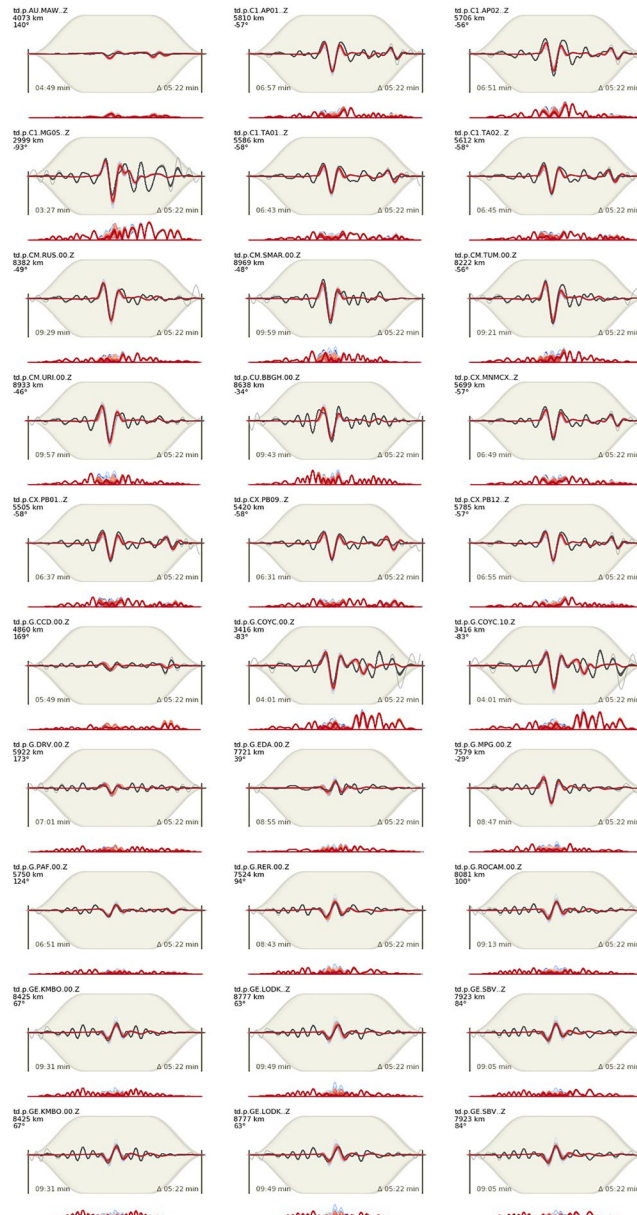 td.p.AU.MAW..Z
4073 km
140°
04:49 min
Δ 05:22 min
td.p.C1.AP01..Z
5810 km
-57°
06:57 min
Δ 05:22 min
td.p.C1.AP02..Z
5706 km
-56°
06:51 min
Δ 05:22 min
td.p.C1.MG05..Z
2999 km
-93°
03:27 min
Δ 05:22 min
td.p.C1.TA01..Z
5586 km
-58°
06:43 min
Δ 05:22 min
td.p.C1.TA02..Z
5612 km
-58°
06:45 min
Δ 05:22 min
td.p.CM.RUS.00.Z
8382 km
-49°
09:29 min
Δ 05:22 min
td.p.CM.SMAR.00.Z
8969 km
-48°
09:59 min
Δ 05:22 min
td.p.CM.TUM.00.Z
8222 km
-56°
09:21 min
Δ 05:22 min
td.p.CM.URI.00.Z
8933 km
-46°
09:57 min
Δ 05:22 min
td.p.CU.BBGH.00.Z
8638 km
-34°
09:43 min
Δ 05:22 min
td.p.CX.MNMCX..Z
5699 km
-57°
06:49 min
Δ 05:22 min
td.p.CX.PB01..Z
5505 km
-58°
06:37 min
Δ 05:22 min
td.p.CX.PB09..Z
5420 km
-58°
06:31 min
Δ 05:22 min
td.p.CX.PB12..Z
5785 km
-57°
06:55 min
Δ 05:22 min
td.p.G.CCD.00.Z
4860 km
169°
05:49 min
Δ 05:22 min
td.p.G.COYC.00.Z
3416 km
-83°
04:01 min
Δ 05:22 min
td.p.G.COYC.10.Z
3416 km
-83°
04:01 min
Δ 05:22 min
td.p.G.DRV.00.Z
5922 km
173°
07:01 min
Δ 05:22 min
td.p.G.EDA.00.Z
7721 km
39°
08:55 min
Δ 05:22 min
td.p.G.MPG.00.Z
7579 km
-29°
08:47 min
Δ 05:22 min
td.p.G.PAF.00.Z
5750 km
124°
06:51 min
Δ 05:22 min
td.p.G.RER.00.Z
7524 km
94°
08:43 min
Δ 05:22 min
td.p.G.ROCAM.00.Z
8081 km
100°
09:13 min
Δ 05:22 min
td.p.GE.KMBO.00.Z
8425 km
67°
09:31 min
Δ 05:22 min
td.p.GE.LODK..Z
8777 km
63°
09:49 min
Δ 05:22 min
td.p.GE.SBV..Z
7923 km
84°
09:05 min
Δ 05:22 min
td.p.GE.KMBO.00.Z
8425 km
67°
09:31 min
Δ 05:22 min
td.p.GE.LODK..Z
8777 km
63°
09:49 min
Δ 05:22 min
td.p.GE.SBV..Z
7923 km
84°
09:05 min
Δ 05:22 min